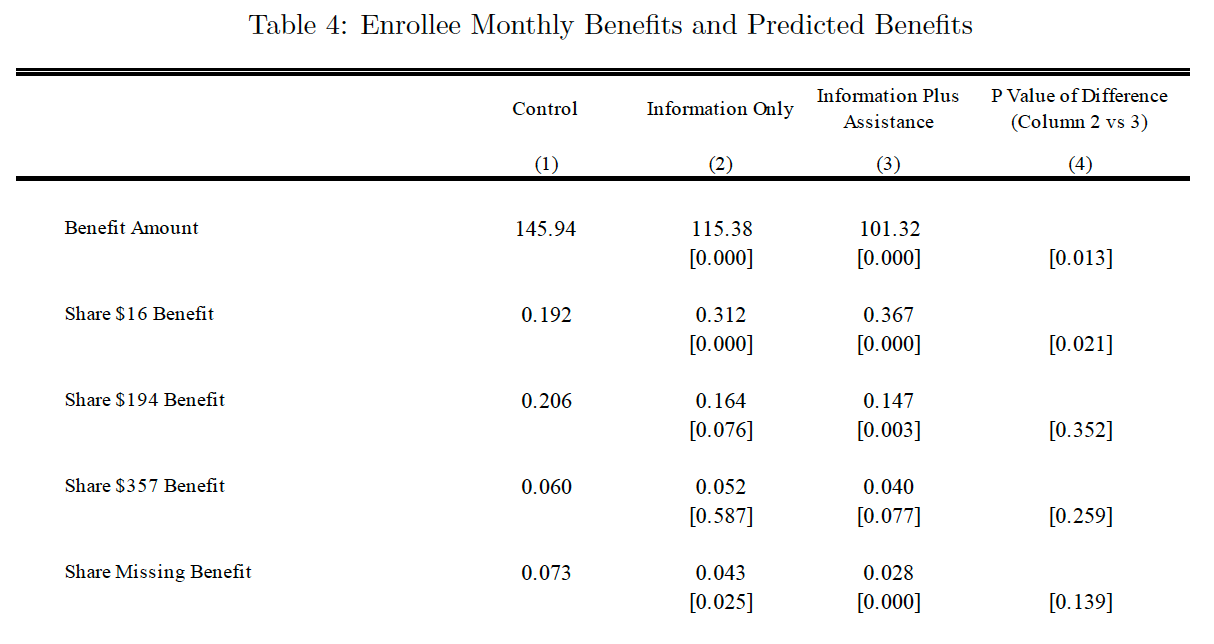 Table 4: Enrollee Monthly Benefits and Predicted Benefits
Control Information Only Information Plus Assistance P Value of Difference (Column 2 vs 3)
(1) (2) (3) (4)
Benefit Amount 145.94 115.38 101.32
[0.000] [0.000] [0.013]
Share $16 Benefit 0.192 0.312 0.367
[0.000] [0.000] [0.021]
Share $194 Benefit 0.206 0.164 0.147
[0.076] [0.003] [0.352]
Share $357 Benefit 0.060 0.052 0.040
[0.587] [0.077] [0.259]
Share Missing Benefit 0.073 0.043 0.028
[0.025] [0.000] [0.139]